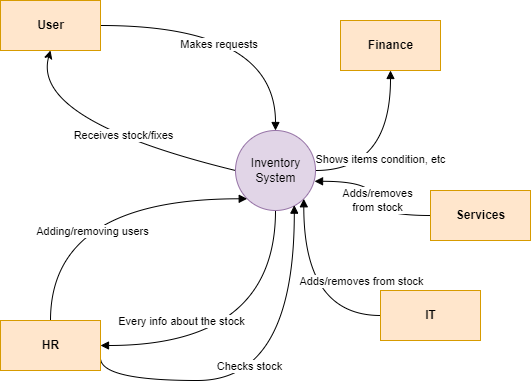 User
Makes requests
Finance
Receives stock/fixes
Inventory
System
Shows items condition, etc
Adds/removes
from stock
Services
Adding/removing users
Adds/removes from stock
IT
Every info about the stock
HR
Checks stock